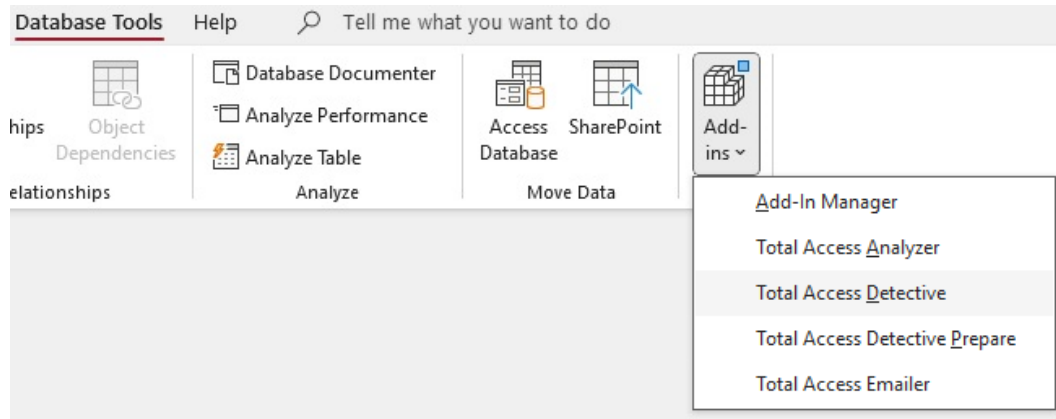 Database Tools Help Tell me what you want to do
hips
Object
Dependencies
elationships
Database Documenter
Analyze Performance
Analyze Table
Analyze
Access
Database
SharePoint
Move Data
Add-
ins
Add-In Manager
Total Access Analyzer
Total Access Detective
Total Access Detective Prepare
Total Access Emailer